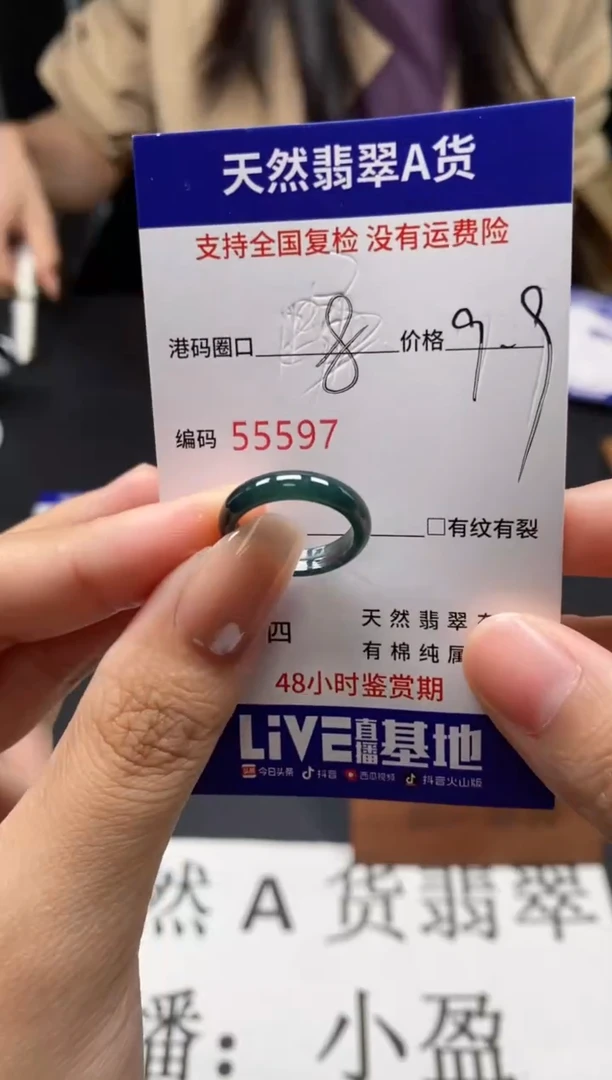 天然翡翠A货
支持全国复检 没有运费险
港码圈口 8 价格 9.9
编码 55597
□有纹有裂
四
天然翡翠
有棉纯属
48小时鉴赏期
LiVE直播基地
今日头条 抖音 西瓜视频 抖音火山版
然A货翡翠
播：小盈